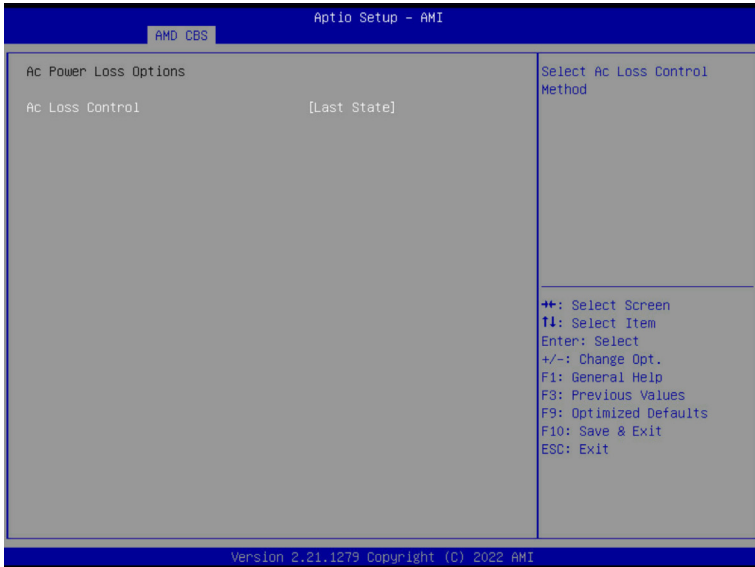 Aptio Setup – AMI
AMD CBS
Ac Power Loss Options
Ac Loss Control [Last State]
Select Ac Loss Control
Method
→←: Select Screen
↑↓: Select Item
Enter: Select
+/-: Change Opt.
F1: General Help
F3: Previous Values
F9: Optimized Defaults
F10: Save & Exit
ESC: Exit
Version 2.21.1279 Copyright (C) 2022 AMI